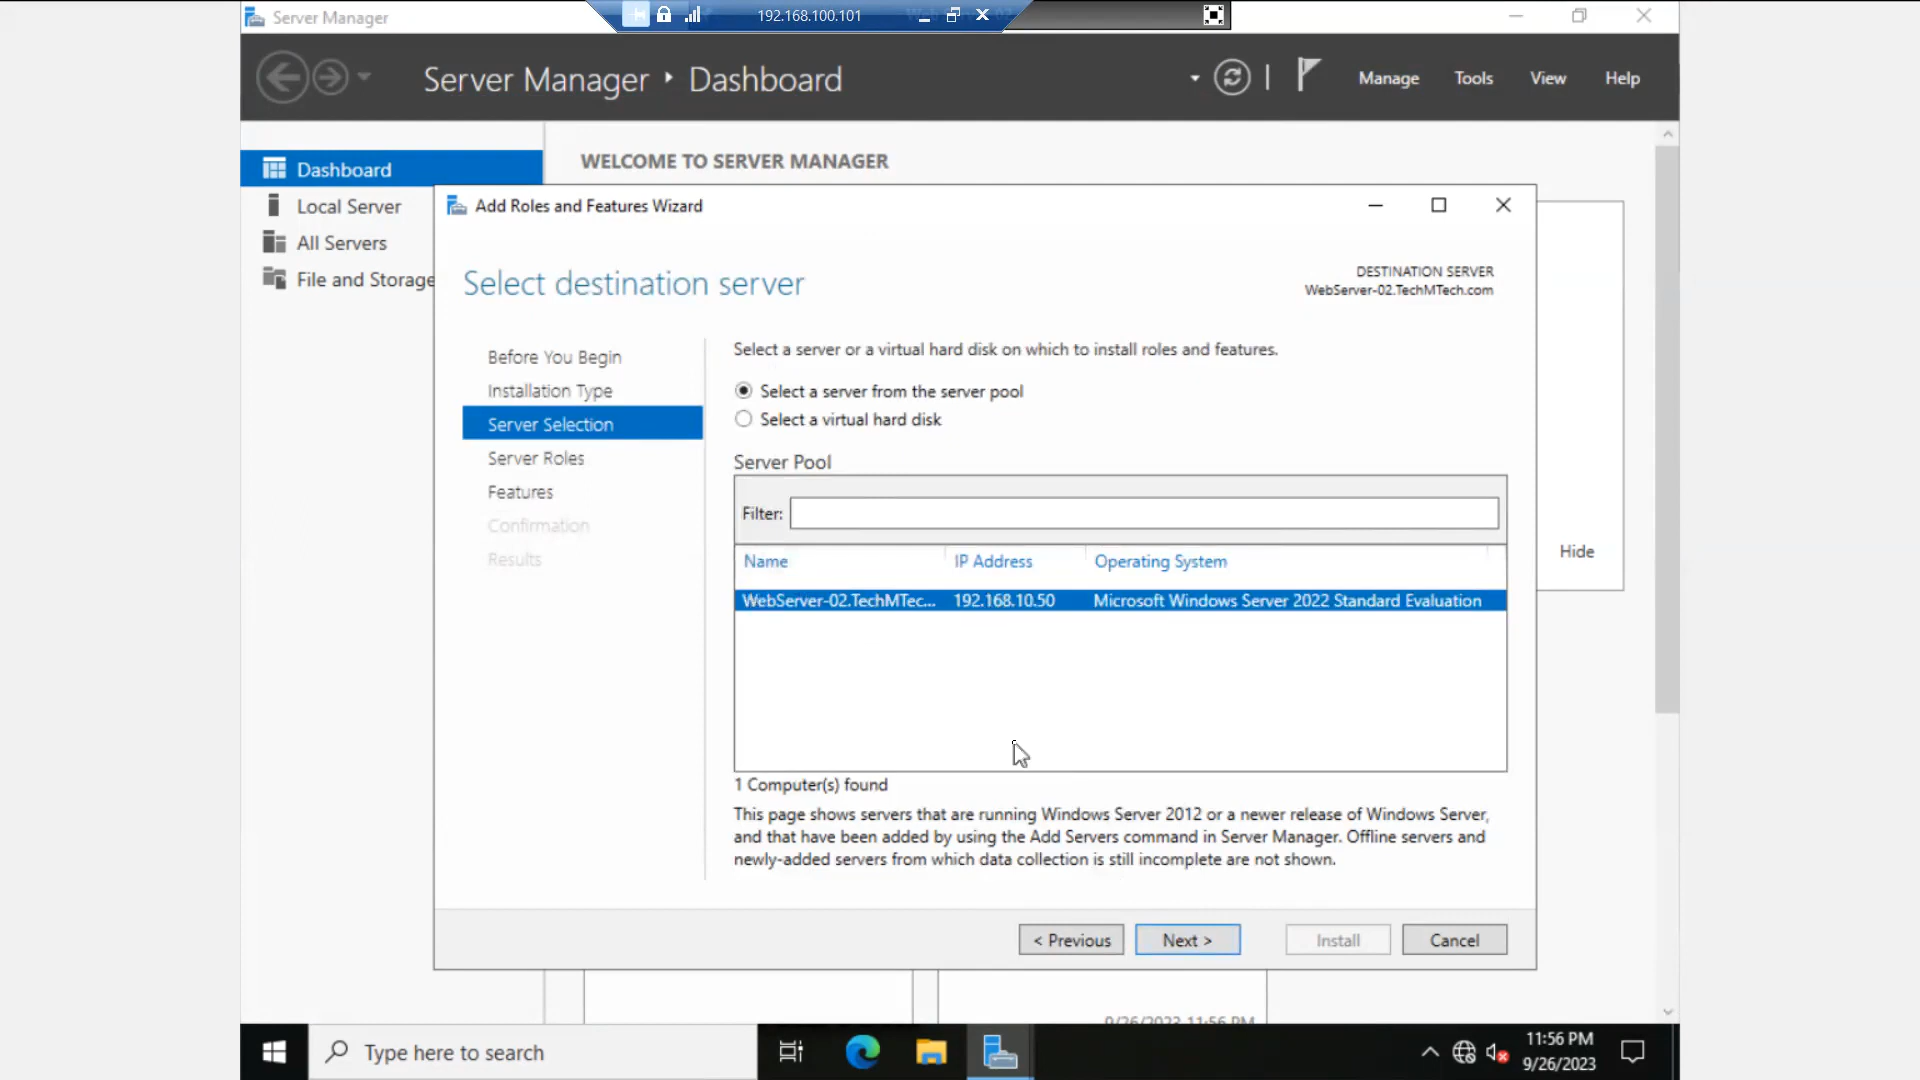 Server Manager
192.168.100.101
Server Manager
Dashboard
Manage
Tools
View
Help
Dashboard
Local Server
All Servers
File and Storage
WELCOME TO SERVER MANAGER
Add Roles and Features Wizard
Select destination server
DESTINATION SERVER
WebServer-02.TechMTech.com
Before You Begin
Installation Type
Server Selection
Server Roles
Features
Confirmation
Results
Select a server or a virtual hard disk on which to install roles and features.
Select a server from the server pool
Select a virtual hard disk
Server Pool
Filter:
Name IP Address Operating System
WebServer-02.TechMTec... 192.168.10.50 Microsoft Windows Server 2022 Standard Evaluation
1 Computer(s) found
This page shows servers that are running Windows Server 2012 or a newer release of Windows Server,
and that have been added by using the Add Servers command in Server Manager. Offline servers and
newly-added servers from which data collection is still incomplete are not shown.
< Previous
Next >
Install
Cancel
Hide
9/26/2023 11:56 PM
Type here to search
11:56 PM
9/26/2023